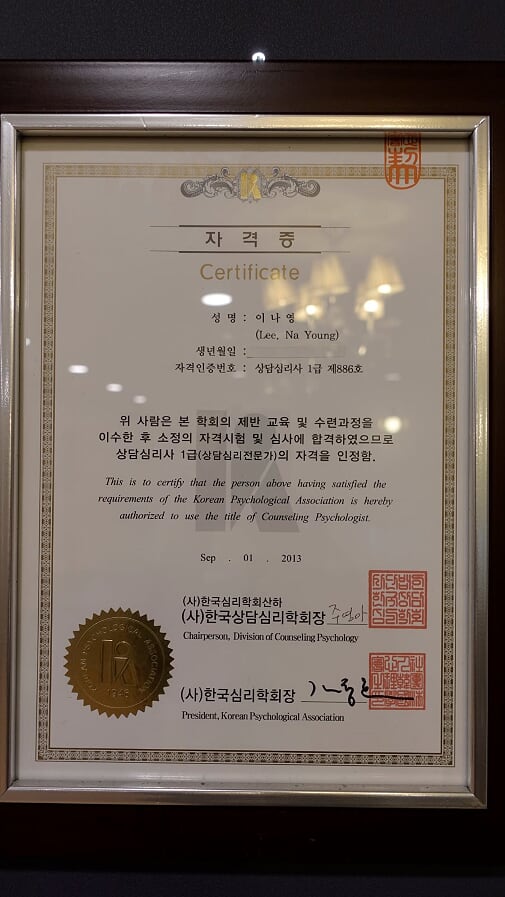 자격증
Certificate
성 명 : 이 나 영
(Lee, Na Young)
생년월일 :
자격인증번호 : 상담심리사 1급 제886호
위 사람은 본 학회의 제반 교육 및 수련과정을
이수한 후 소정의 자격시험 및 심사에 합격하였으므로
상담심리사 1급(상담심리전문가)의 자격을 인정함.
This is to certify that the person above having satisfied the
requirements of the Korean Psychological Association is hereby
authorized to use the title of Counseling Psychologist.
Sep . 01 . 2013
(사)한국심리학회산하
(사)한국상담심리학회장 주영아
Chairperson, Division of Counseling Psychology
(사)한국심리학회장
President, Korean Psychological Association
KOREAN PSYCHOLOGICAL ASSOCIATION
1946